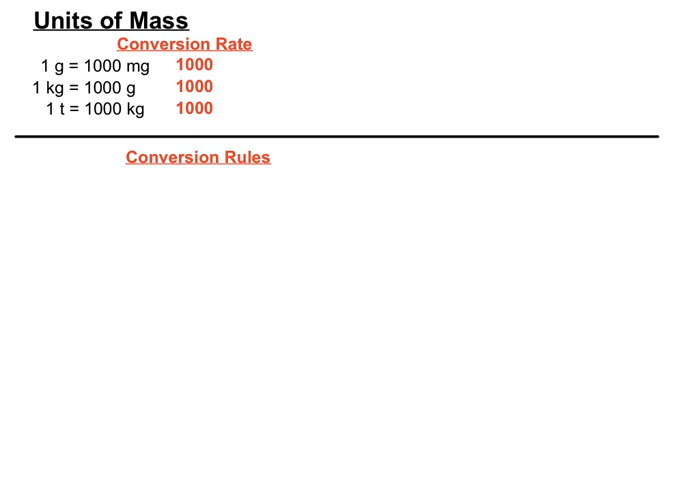 Units of Mass
Conversion Rate
1 g = 1000 mg 1000
1 kg = 1000 g 1000
1 t = 1000 kg 1000
Conversion Rules